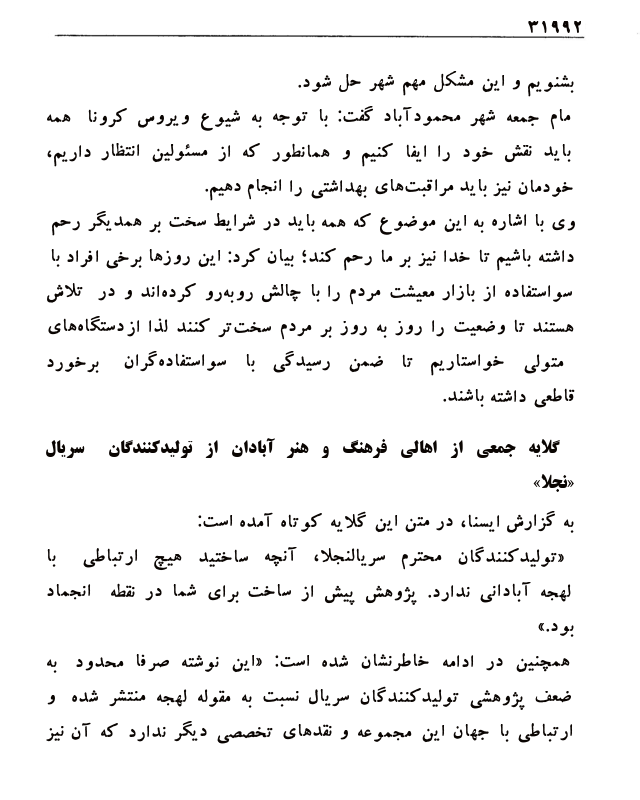 ۳۱۹۹۲
بشنویم و این مشکل مهم شهر حل شود.
مام جمعه شهر محمودآباد گفت: با توجه به شیوع ویروس کرونا همه
باید نقش خود را ایفا کنیم و همانطور که از مسئولین انتظار داریم،
خودمان نیز باید مراقبت‌های بهداشتی را انجام دهیم.
وی با اشاره به این موضوع که همه باید در شرایط سخت بر همدیگر رحم
داشته باشیم تا خدا نیز بر ما رحم کند؛ بیان کرد: این روزها برخی افراد با
سواستفاده از بازار معیشت مردم را با چالش روبه‌رو کرده‌اند و در تلاش
هستند تا وضعیت را روز به روز بر مردم سخت‌تر کنند لذا ازدستگاه‌های
متولی خواستاریم تا ضمن رسیدگی با سواستفاده‌گران برخورد
قاطعی داشته باشند.
گلایه جمعی از اهالی فرهنگ و هنر آبادان از تولیدکنندگان سریال
«نجلا»
به گزارش ایسنا، در متن این گلایه کوتاه آمده است:
«تولیدکنندگان محترم سریالنجلا، آنچه ساختید هیچ ارتباطی با
لهجه آبادانی ندارد. پژوهش پیش از ساخت برای شما در نقطه انجماد
بود.»
همچنین در ادامه خاطرنشان شده است: «این نوشته صرفا محدود به
ضعف پژوهشی تولیدکنندگان سریال نسبت به مقوله لهجه منتشر شده و
ارتباطی با جهان این مجموعه و نقدهای تخصصی دیگر ندارد که آن نیز